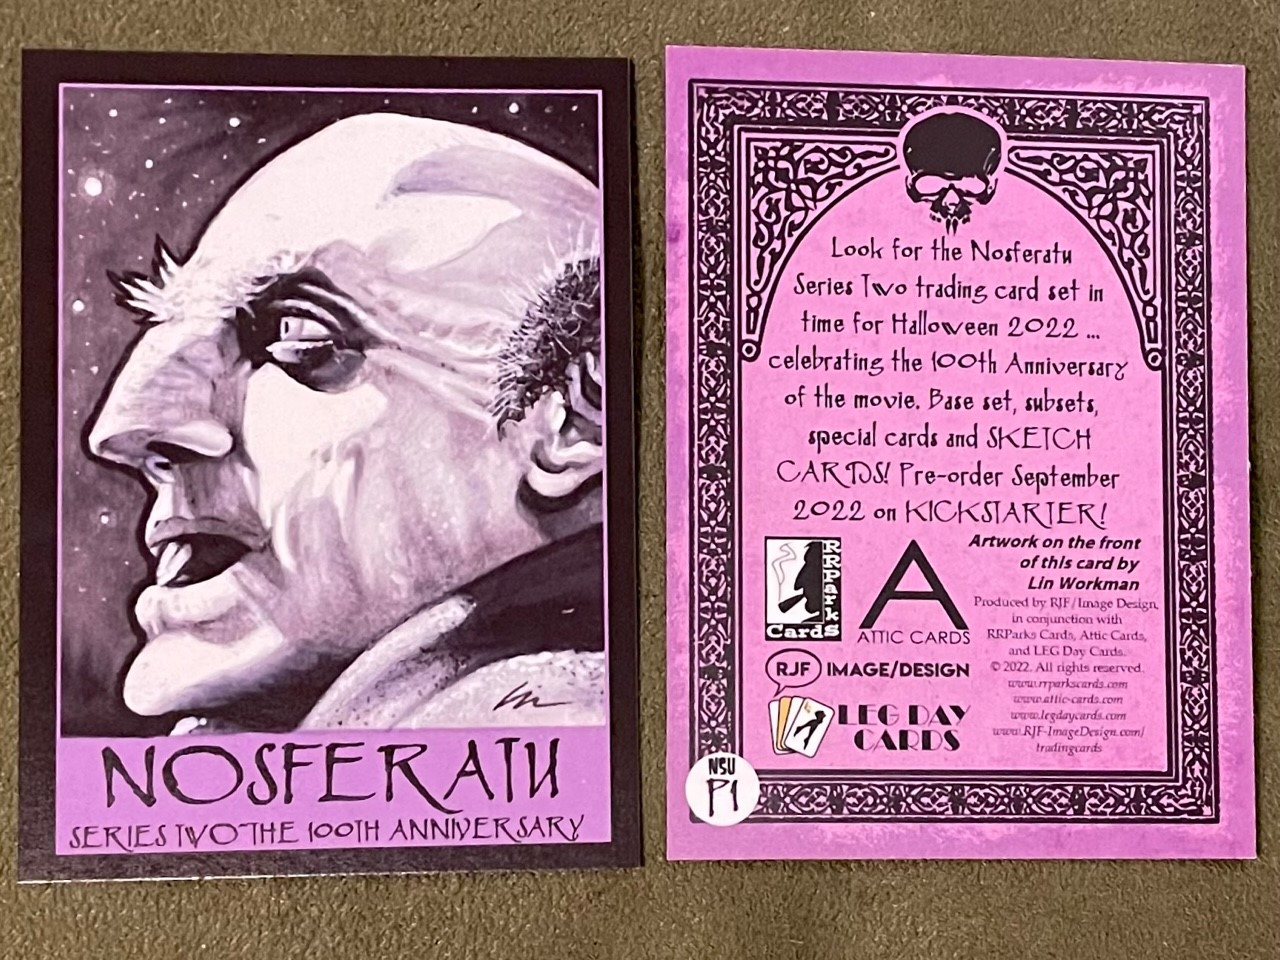 NOSFERATU
SERIES TWO THE 100TH ANNIVERSARY
Look for the Nosferatu
Series Two trading card set in
time for Halloween 2022 ...
celebrating the 100th Anniversary
of the movie. Base set, subsets,
special cards and SKETCH
CARDS! Pre-order September
2022 on KICKSTARTER!
Artwork on the front
of this card by
Lin Workman
RRParks
Cards
A
ATTIC CARDS
RJF IMAGE/DESIGN
LEG DAY
CARDS
Produced by RJF/Image Design,
in conjunction with
RRParks Cards, Attic Cards,
and LEG Day Cards.
© 2022. All rights reserved.
www.rrparkscards.com
www.attic-cards.com
www.legdaycards.com
www.RJF-ImageDesign.com/
tradingcards
NSU
P1